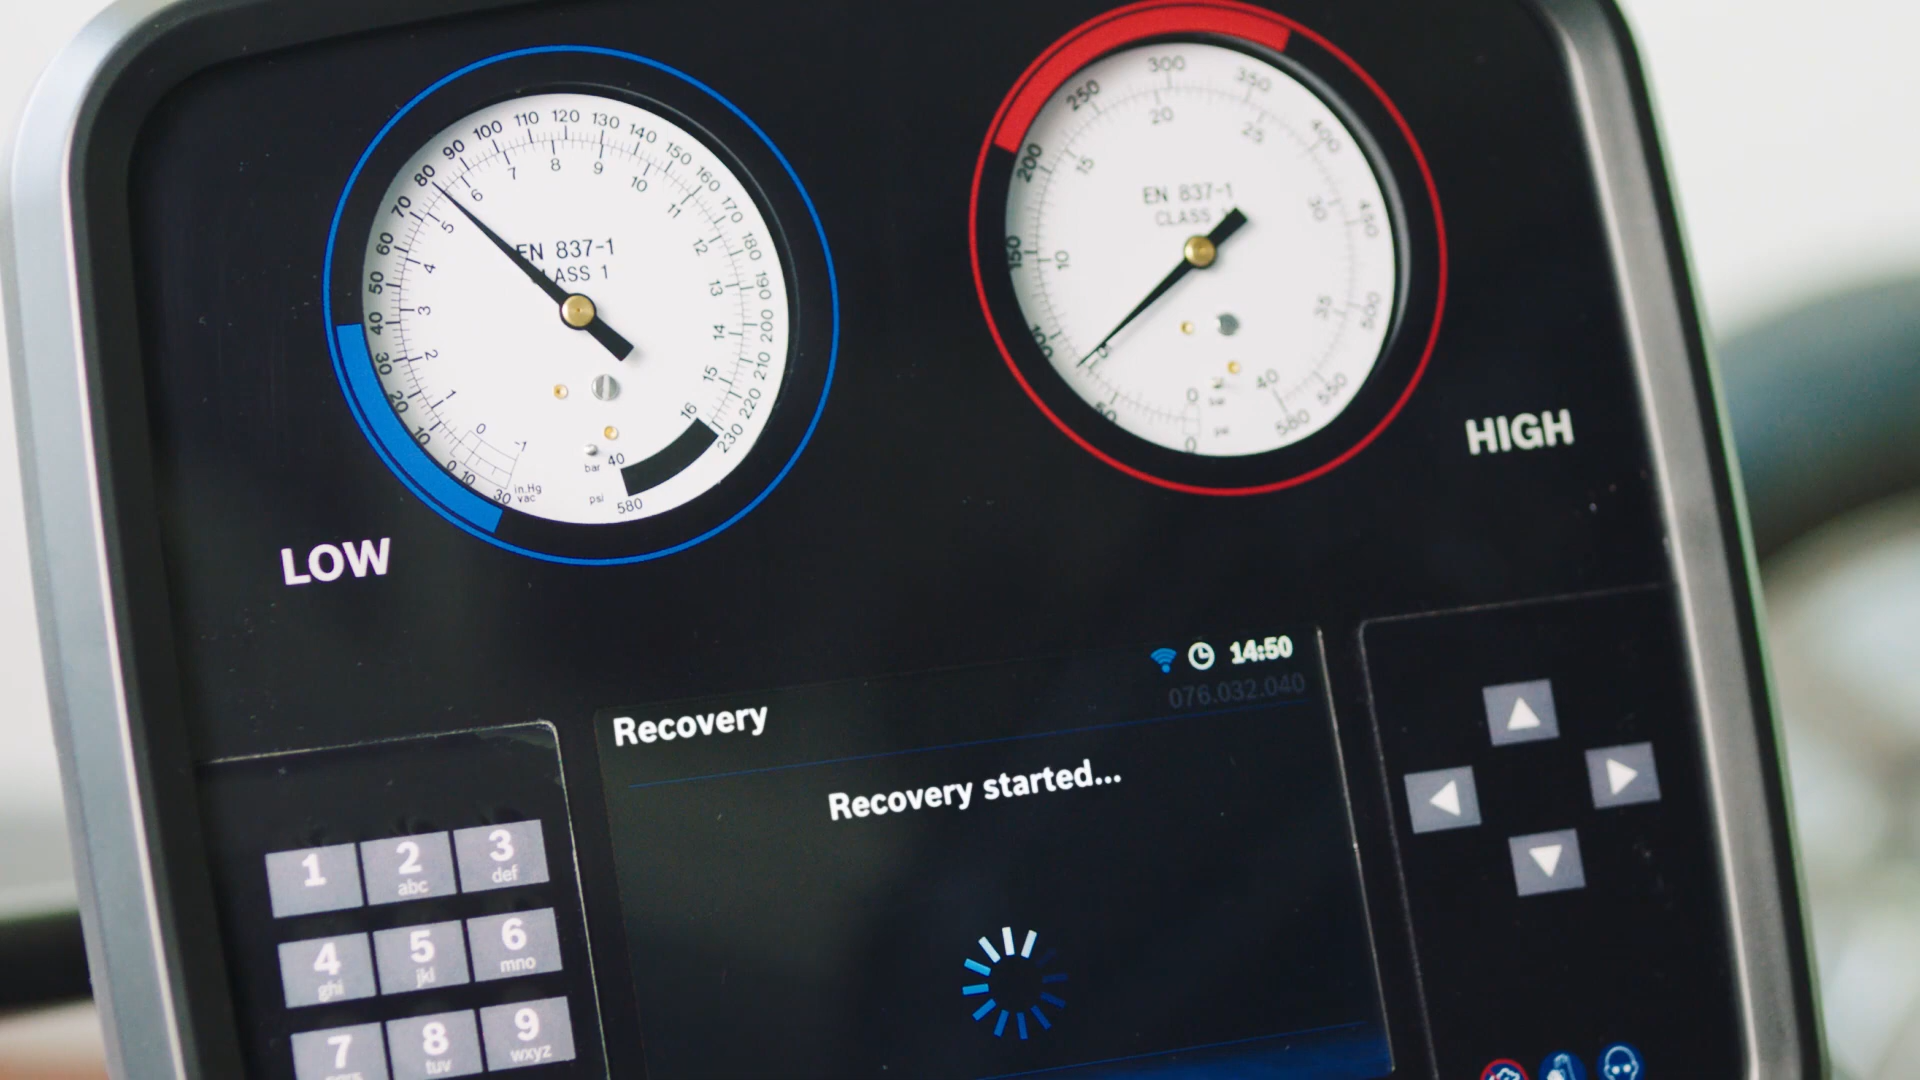 100 110 120 130 140 150 160 170 180 190 200 210 220 230
90 80 70 60 50 40 30 20 10 0
10 30 in.Hg vac
-1 0 1 2 3 4 5 6 7 8 9 10 11 12 13 14 15 16
EN 837-1
LASS 1
bar 40
psi 580
LOW
0 50 100 150 200 250 300 350 400 450 500 550 580
0 5 10 15 20 25 30 35 40
EN 837-1
CLASS
bar
psi
HIGH
14:50
076.032.040
Recovery
Recovery started...
1 2 abc 3 def
4 ghi 5 jkl 6 mno
7 8 tuv 9 wxyz